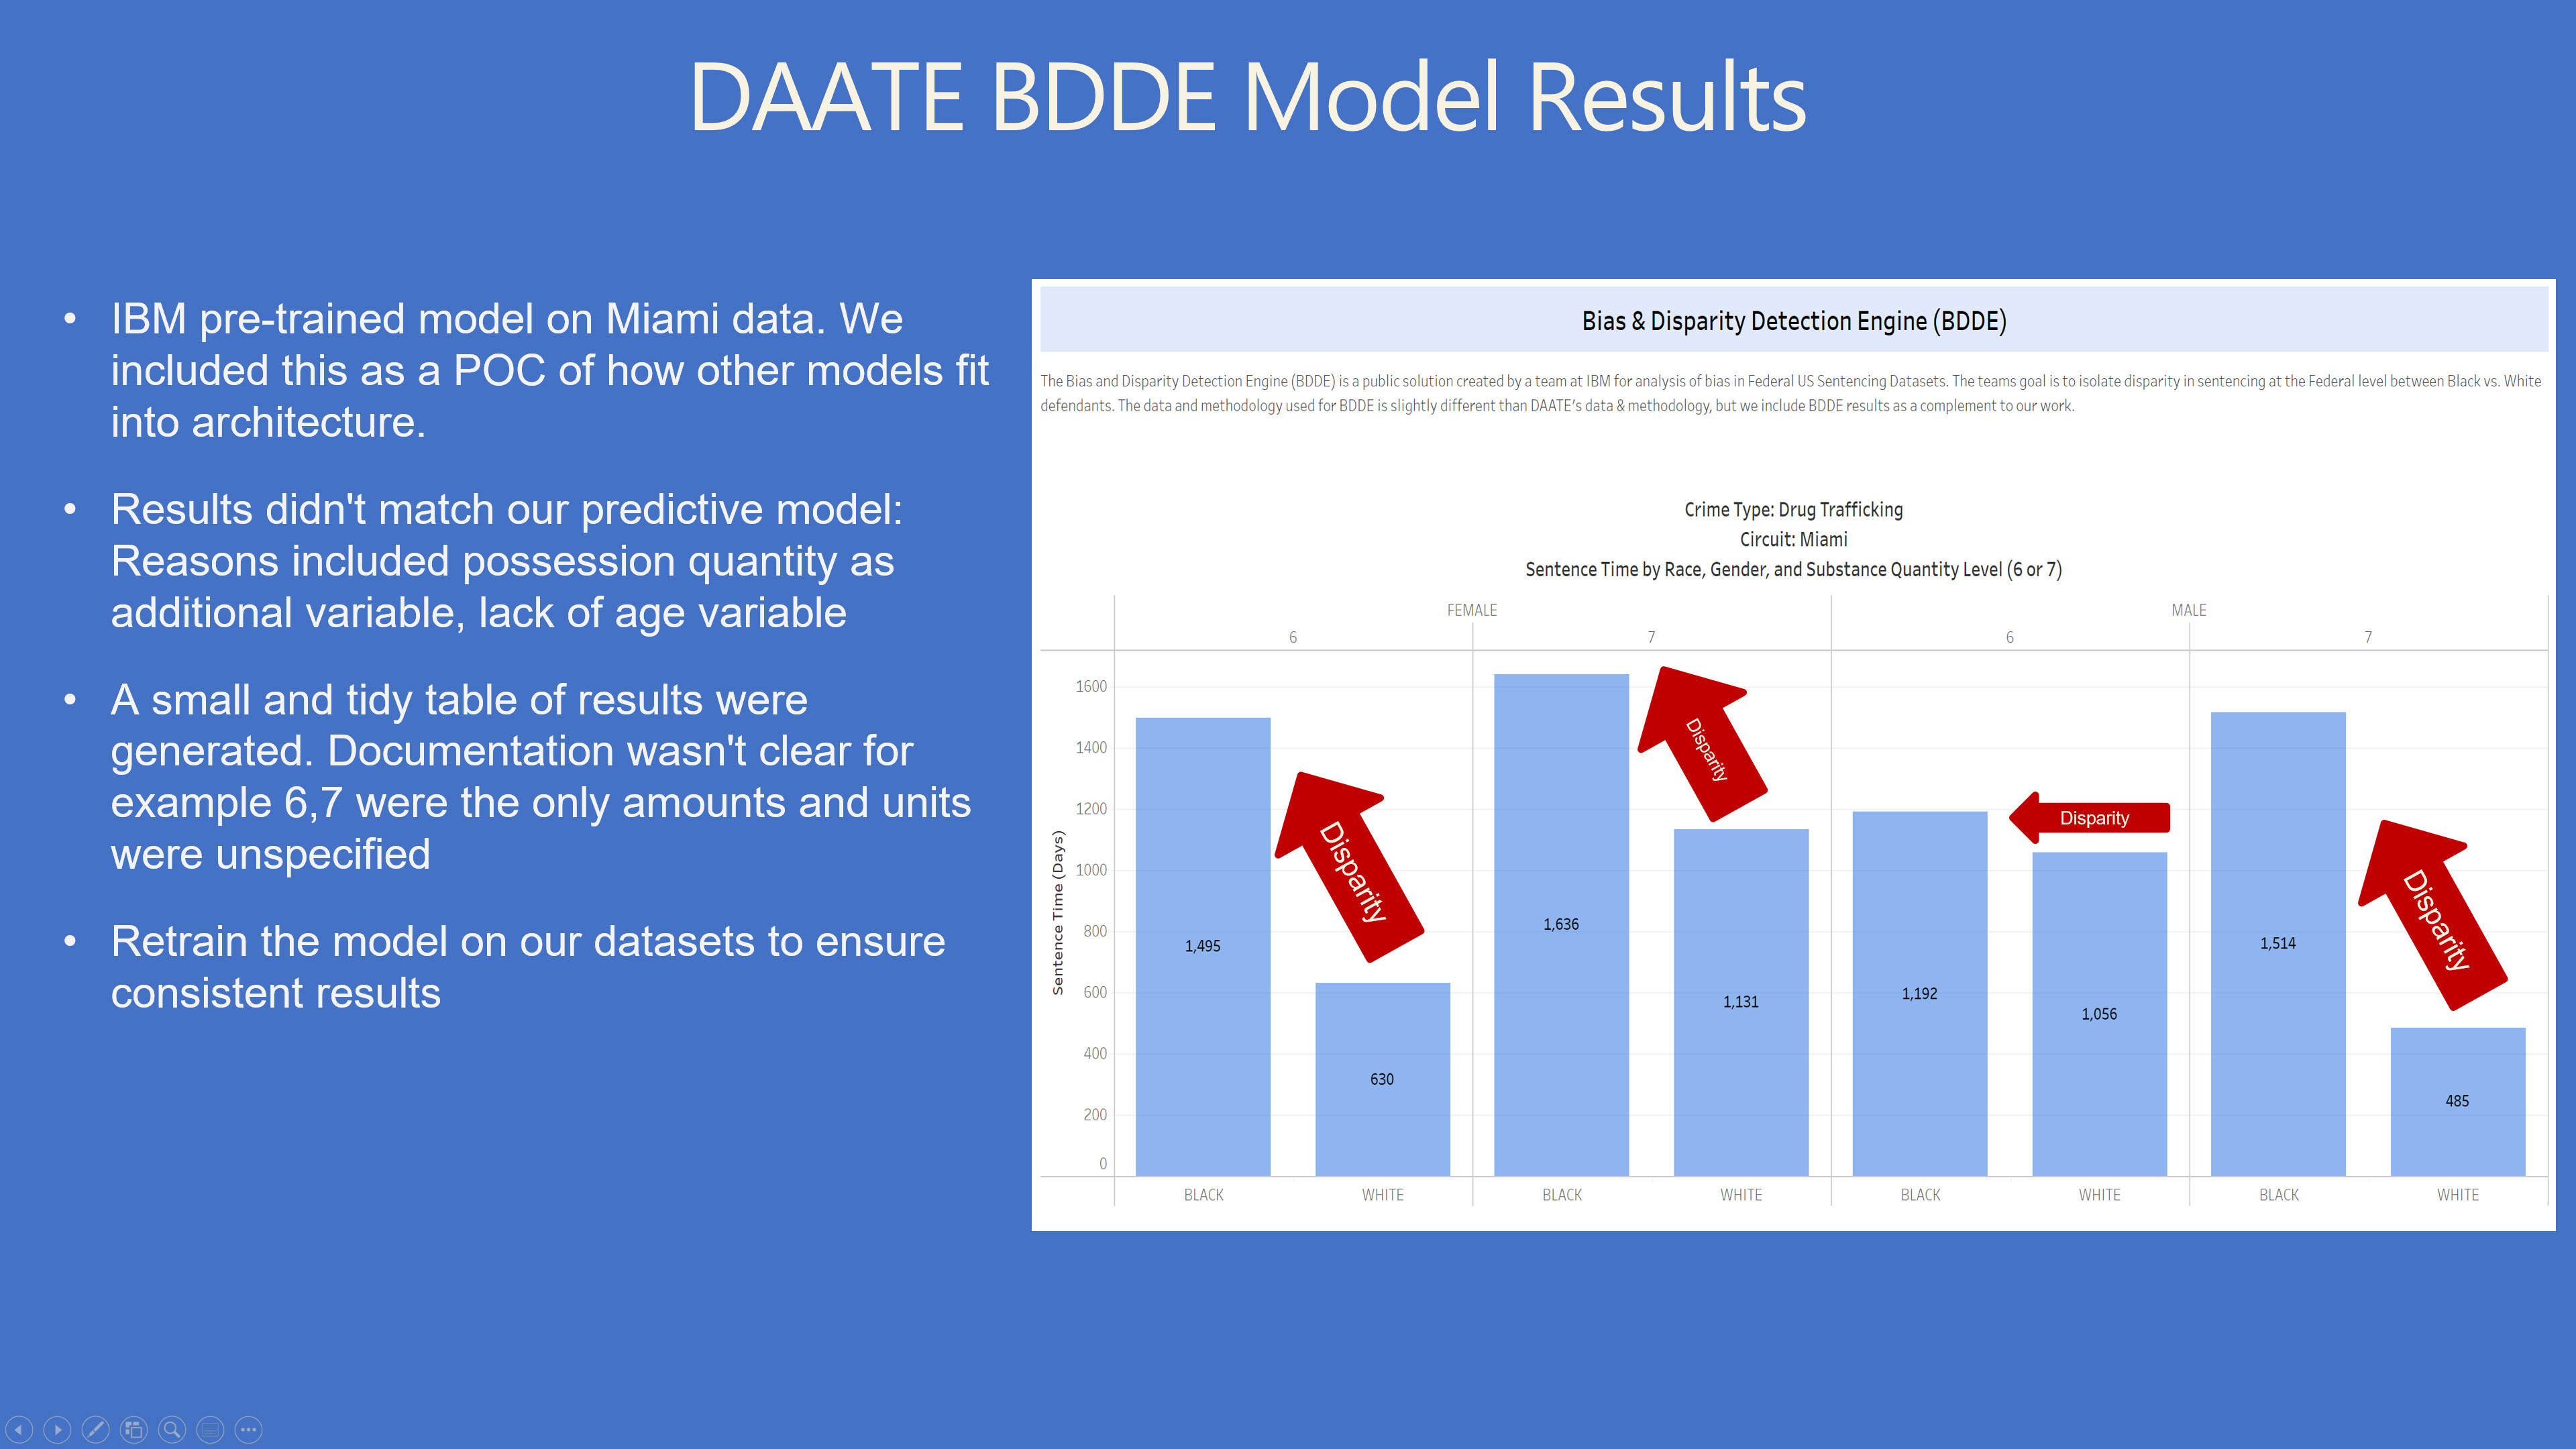 DAATE BDDE Model Results
• IBM pre-trained model on Miami data. We
included this as a POC of how other models fit
into architecture.
• Results didn't match our predictive model:
Reasons included possession quantity as
additional variable, lack of age variable
• A small and tidy table of results were
generated. Documentation wasn't clear for
example 6,7 were the only amounts and units
were unspecified
• Retrain the model on our datasets to ensure
consistent results
Bias & Disparity Detection Engine (BDDE)
The Bias and Disparity Detection Engine (BDDE) is a public solution created by a team at IBM for analysis of bias in Federal US Sentencing Datasets. The teams goal is to isolate disparity in sentencing at the Federal level between Black vs. White
defendants. The data and methodology used for BDDE is slightly different than DAATE's data & methodology, but we include BDDE results as a complement to our work.
Crime Type: Drug Trafficking
Circuit: Miami
Sentence Time by Race, Gender, and Substance Quantity Level (6 or 7)
FEMALE MALE
6 7 6 7
Sentence Time (Days)
1600
1400
1200
1000
800
600
400
200
0
Disparity
Disparity
Disparity
Disparity
1,495 630 1,636 1,131 1,192 1,056 1,514 485
BLACK WHITE BLACK WHITE BLACK WHITE BLACK WHITE